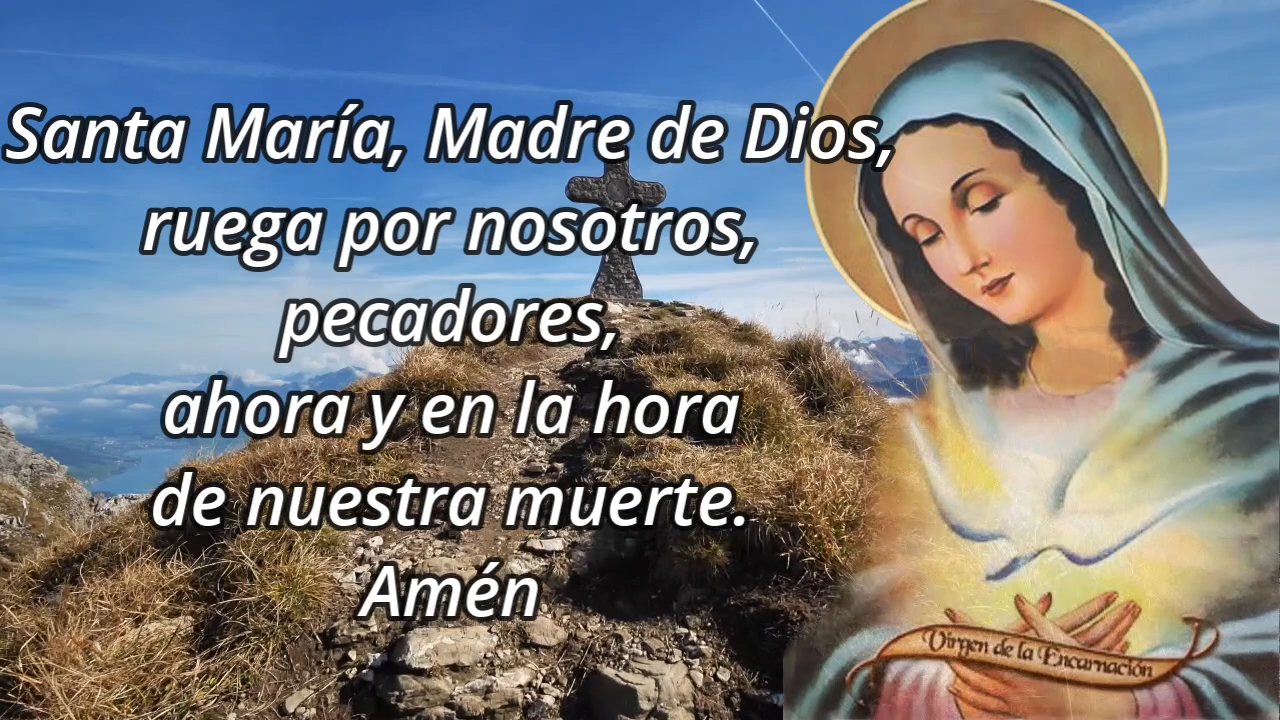 Santa María, Madre de Dios,
ruega por nosotros,
pecadores,
ahora y en la hora
de nuestra muerte.
Amén
Virgen de la Encarnación